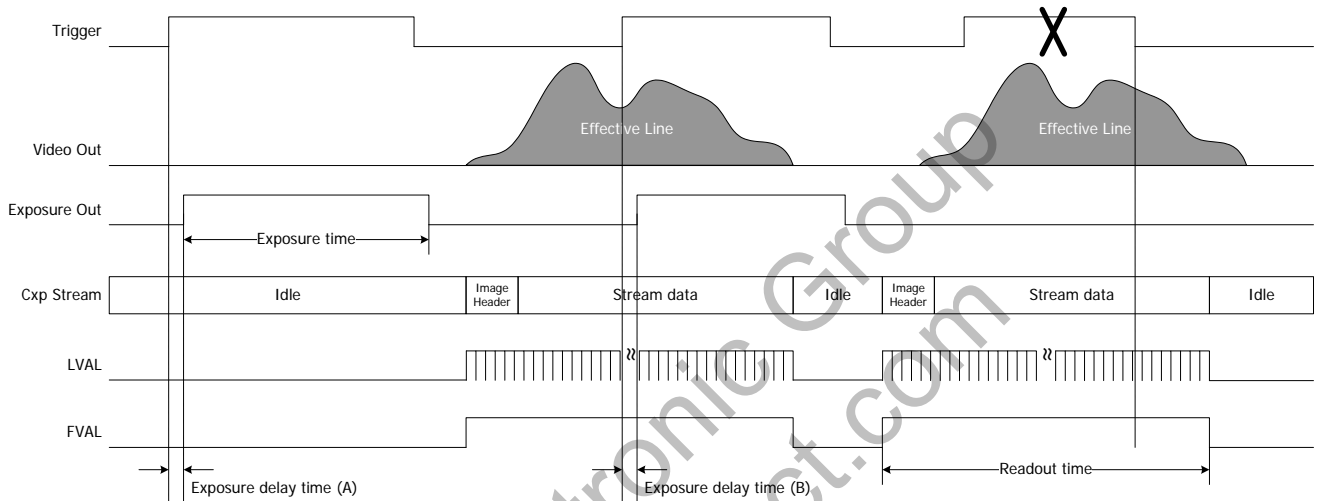 Trigger
X
Effective Line
Effective Line
Video Out
Exposure Out
Exposure time
Cxp Stream
Idle
Image
Header
Stream data
Idle
Image
Header
Stream data
Idle
LVAL
≈
≈
FVAL
Exposure delay time (A)
Exposure delay time (B)
Readout time
Group